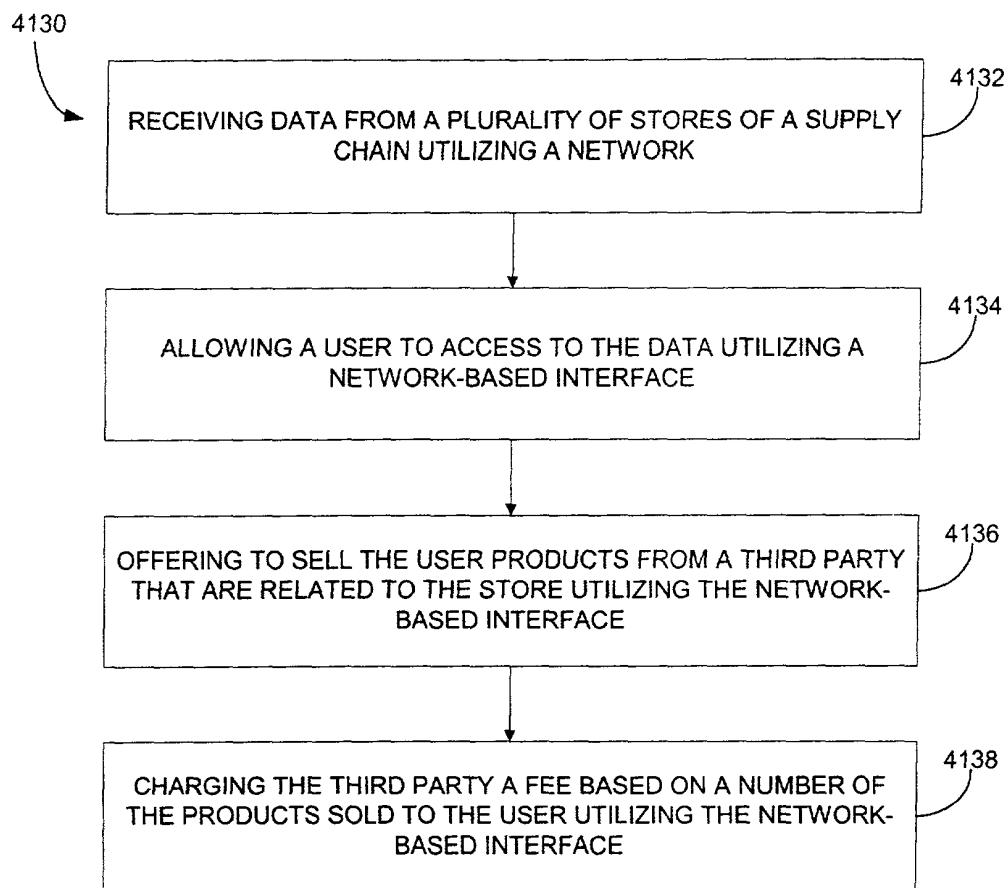 4130
4132
RECEIVING DATA FROM A PLURALITY OF STORES OF A SUPPLY
CHAIN UTILIZING A NETWORK
4134
ALLOWING A USER TO ACCESS TO THE DATA UTILIZING A
NETWORK-BASED INTERFACE
4136
OFFERING TO SELL THE USER PRODUCTS FROM A THIRD PARTY
THAT ARE RELATED TO THE STORE UTILIZING THE NETWORK-
BASED INTERFACE
4138
CHARGING THE THIRD PARTY A FEE BASED ON A NUMBER OF
THE PRODUCTS SOLD TO THE USER UTILIZING THE NETWORK-
BASED INTERFACE